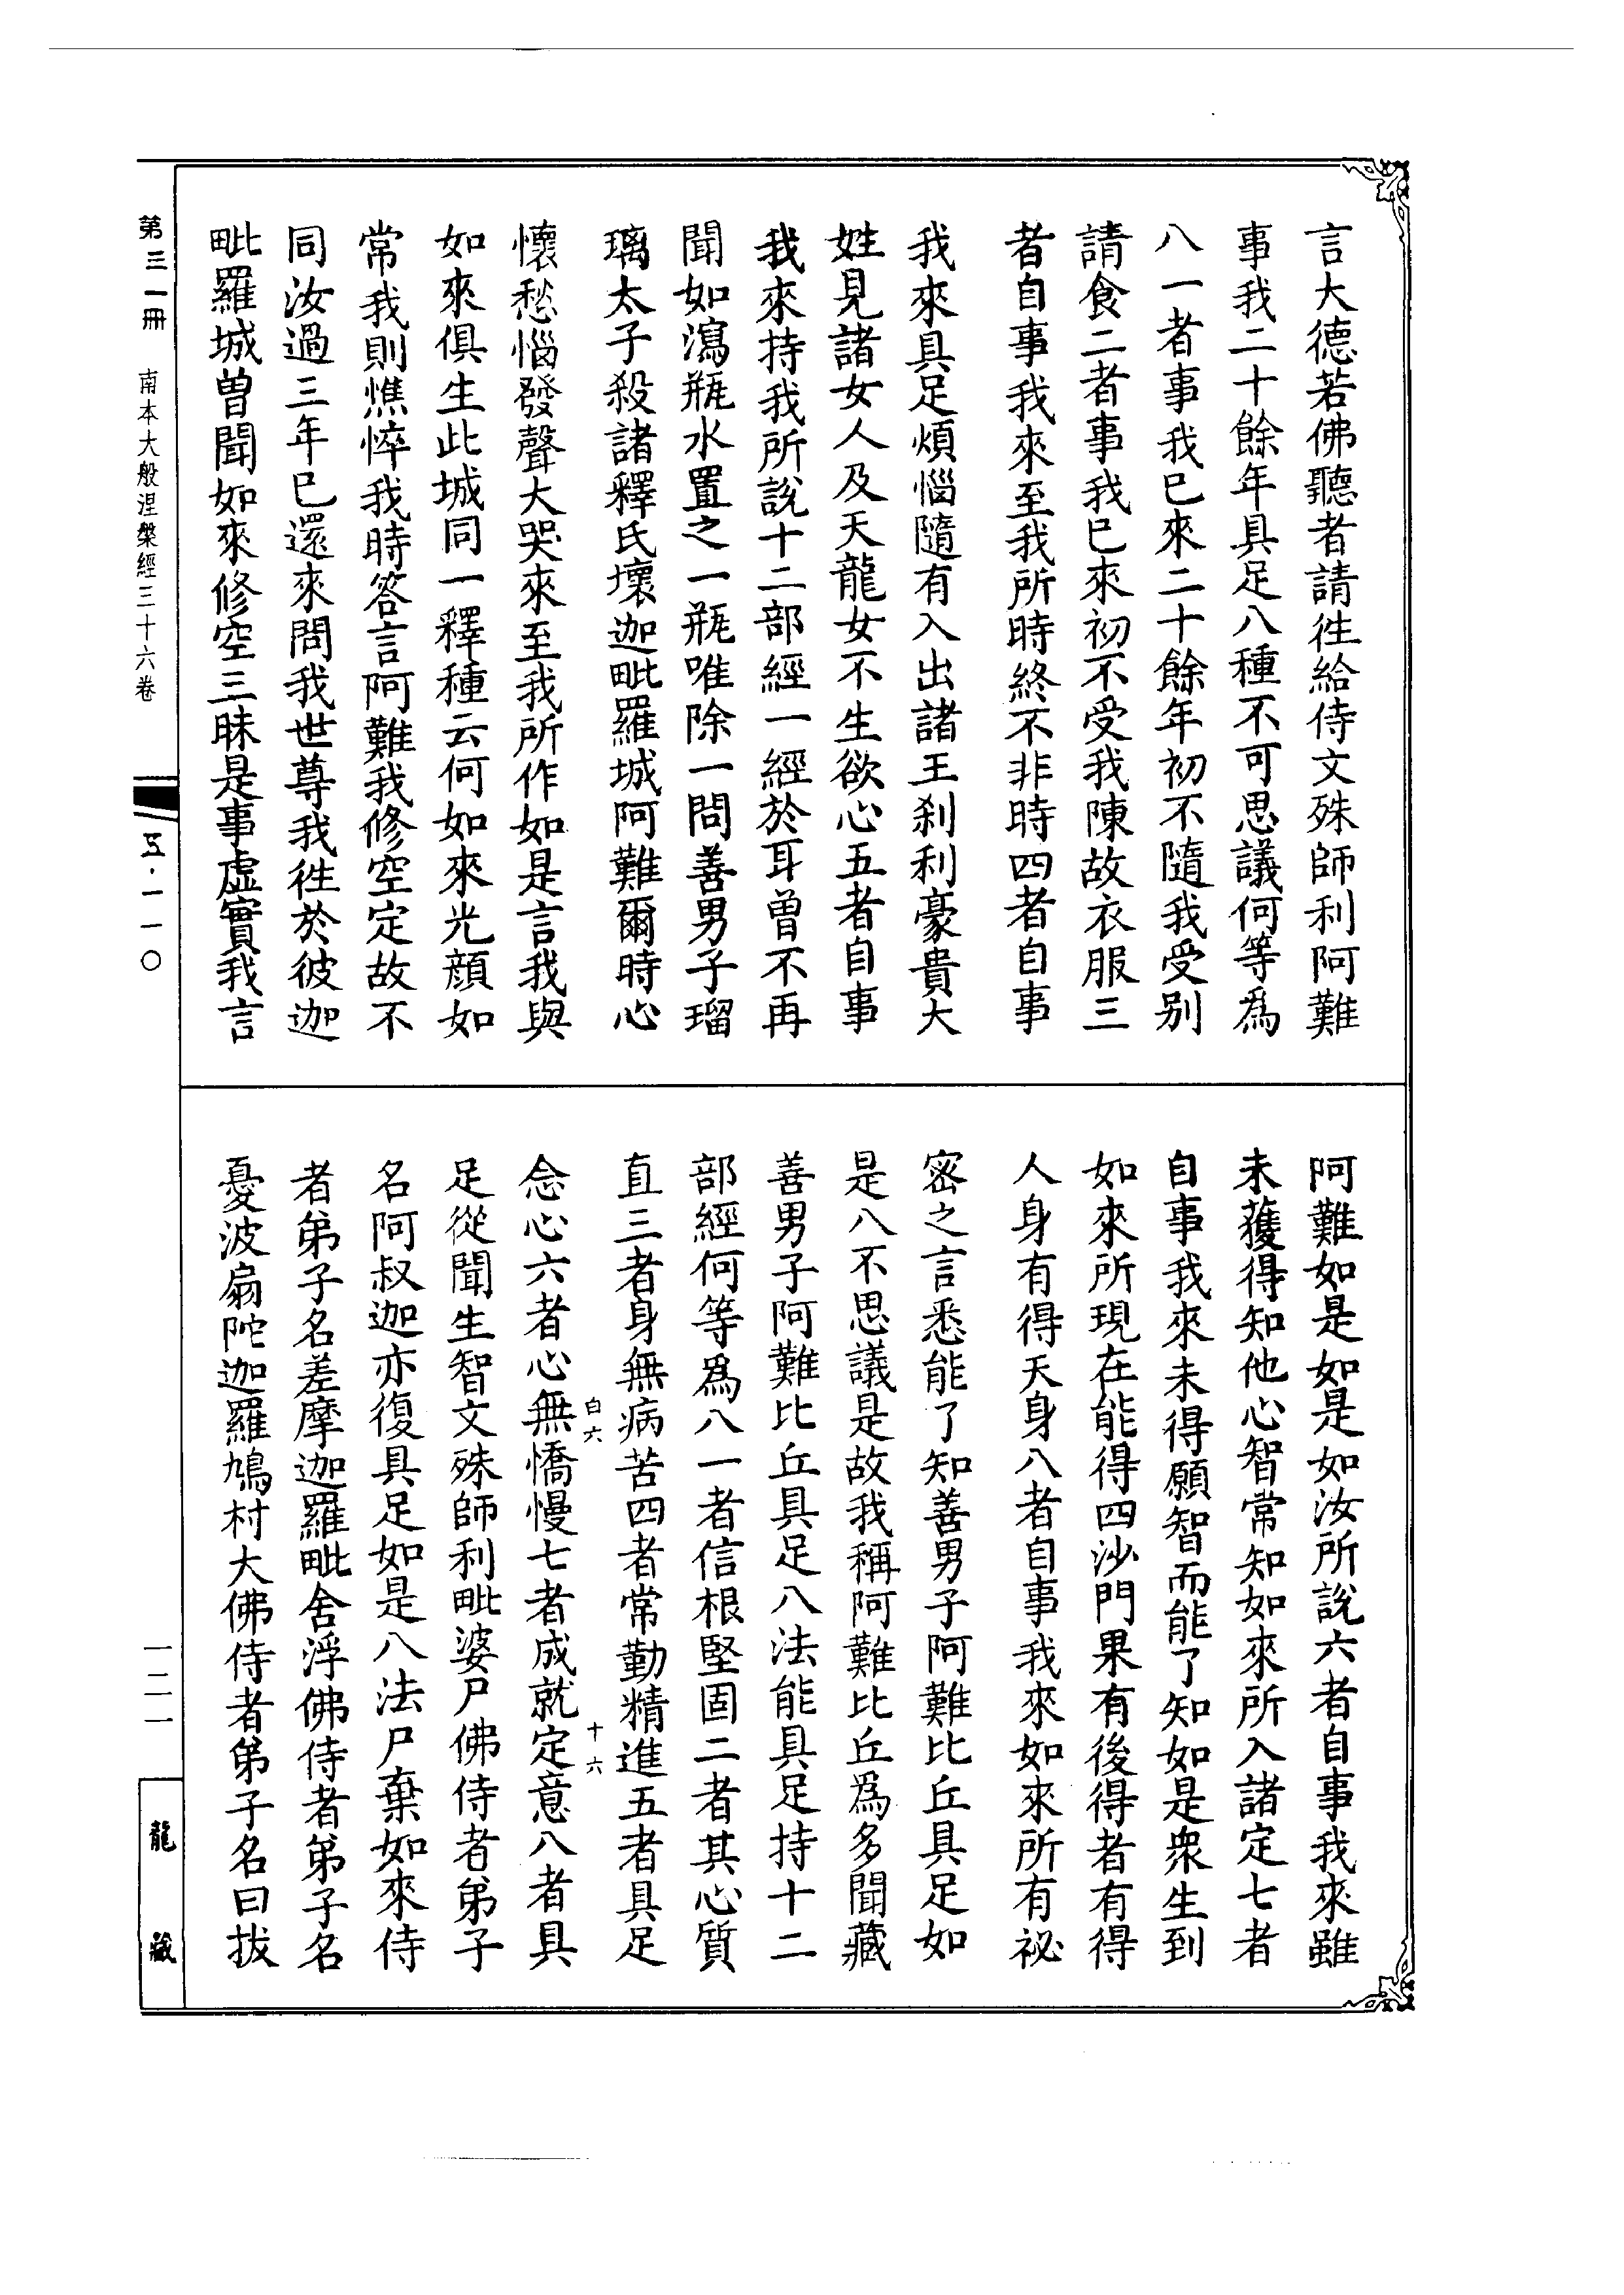 言大德若佛聽者請往給侍文殊師利阿難
事我二十餘年具足八種不可思議何等爲
八一者事我已來二十餘年初不隨我受別
請食二者事我已來初不受我陳故衣服三
者自事我來至我所時終不非時四者自事
我來具足煩惱隨有入出諸王刹利豪貴大
姓見諸女人及天龍女不生欲心五者自事
我來持我所說十二部經一經於耳曾不再
聞如瀉瓶水置之一瓶唯除一問善男子瑠
璃太子殺諸釋氏壞迦毗羅城阿難爾時心
懷愁惱發聲大哭來至我所作如是言我與
如來俱生此城同一釋種云何如來光顔如
常我則憔悴我時答言阿難我修空定故不
同汝過三年已還來問我世尊我往於彼迦
毗羅城曾聞如來修空三昧是事虛實我言
阿難如是如是如汝所說六者自事我來雖
未獲得知他心智常知如來所入諸定七者
自事我來未得願智而能了知如是衆生到
如來所現在能得四沙門果有後得者有得
人身有得天身八者自事我來如來所有祕
密之言悉能了知善男子阿難比丘具足如
是八不思議是故我稱阿難比丘爲多聞藏
善男子阿難比丘具足八法能具足持十二
部經何等爲八一者信根堅固二者其心質
直三者身無病苦四者常勤精進五者具足
念心六者心無憍慢七者成就定意八者具
足從聞生智文殊師利毗婆尸佛侍者弟子
名阿叔迦亦復具足如是八法尸棄如來侍
者弟子名差摩迦羅毗舍浮佛侍者弟子名
憂波扇陀迦羅鳩村大佛侍者弟子名曰拔
白六
十六
第三一冊
南本大般涅槃經三十六卷
五·一一〇
一二一
龍藏